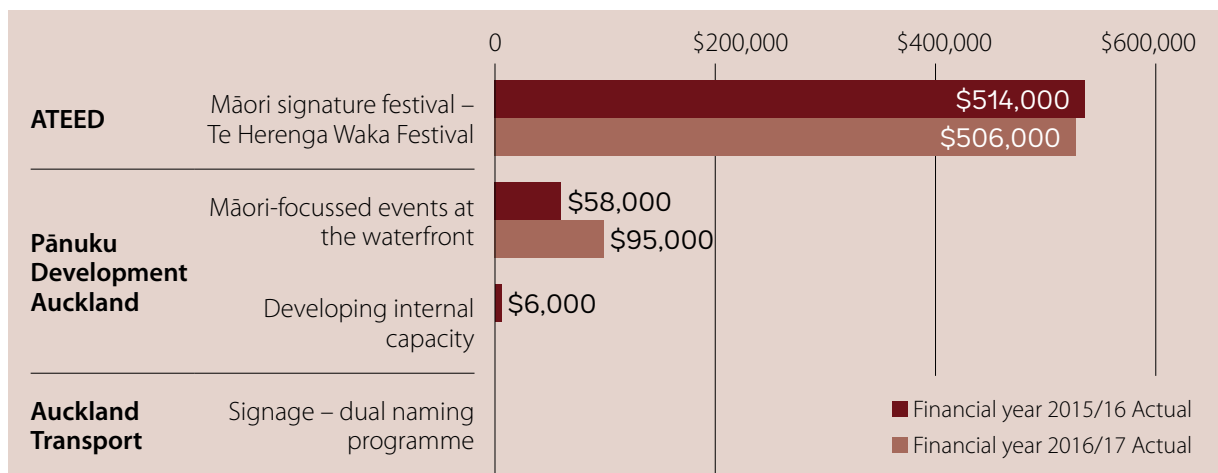 0 $200,000 $400,000 $600,000
ATEED
Māori signature festival –
Te Herenga Waka Festival
$514,000
$506,000
Pānuku
Development
Auckland
Māori-focussed events at
the waterfront
$58,000
$95,000
Developing internal
capacity
$6,000
Auckland
Transport
Signage – dual naming
programme
Financial year 2015/16 Actual
Financial year 2016/17 Actual